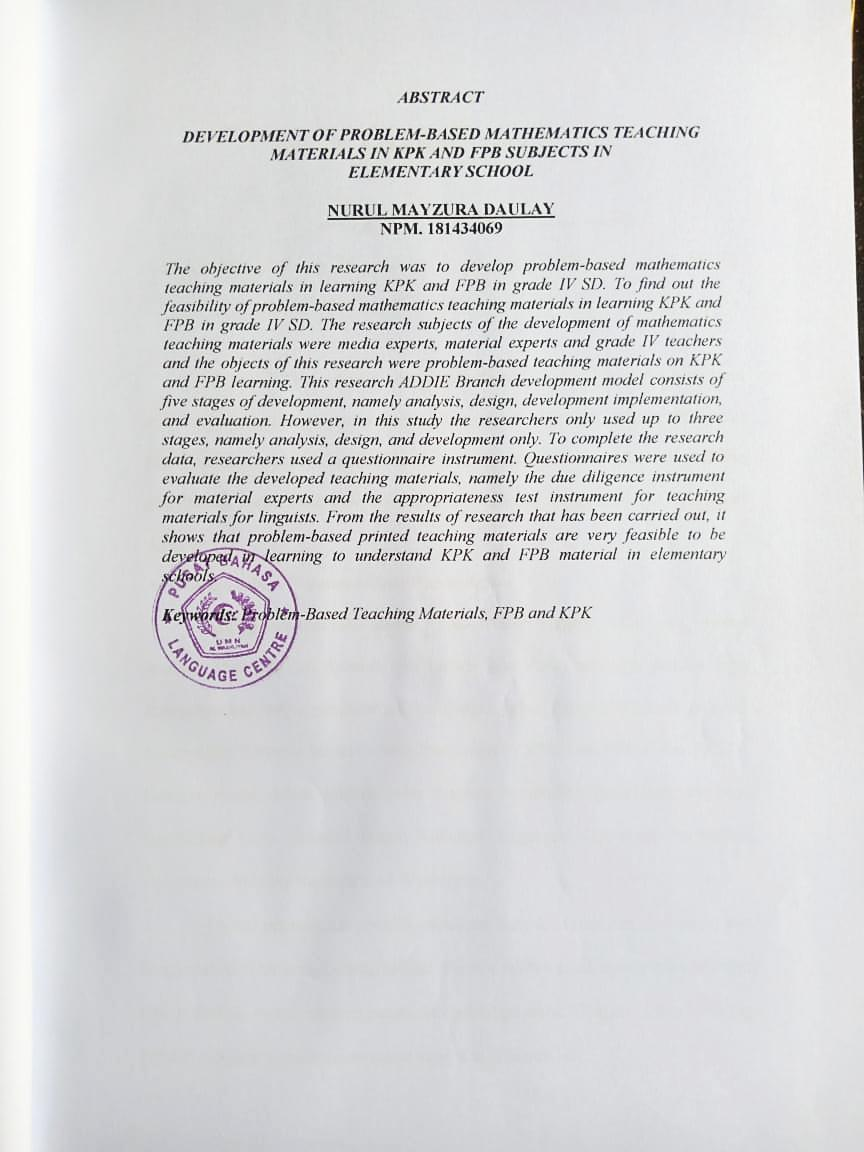 ABSTRACT
DEVELOPMENT OF PROBLEM-BASED MATHEMATICS TEACHING
MATERIALS IN KPK AND FPB SUBJECTS IN
ELEMENTARY SCHOOL
NURUL MAYZURA DAULAY
NPM. 181434069
The objective of this research was to develop problem-based mathematics
teaching materials in learning KPK and FPB in grade IV SD. To find out the
feasibility of problem-based mathematics teaching materials in learning KPK and
FPB in grade IV SD. The research subjects of the development of mathematics
teaching materials were media experts, material experts and grade IV teachers
and the objects of this research were problem-based teaching materials on KPK
and FPB learning. This research ADDIE Branch development model consists of
five stages of development, namely analysis, design, development implementation,
and evaluation. However, in this study the researchers only used up to three
stages, namely analysis, design, and development only. To complete the research
data, researchers used a questionnaire instrument. Questionnaires were used to
evaluate the developed teaching materials, namely the due diligence instrument
for material experts and the appropriateness test instrument for teaching
materials for linguists. From the results of research that has been carried out, it
shows that problem-based printed teaching materials are very feasible to be
developed in learning to understand KPK and FPB material in elementary
schools.
Keywords: Problem-Based Teaching Materials, FPB and KPK
PUSAT BAHASA
UMN
LANGUAGE CENTRE